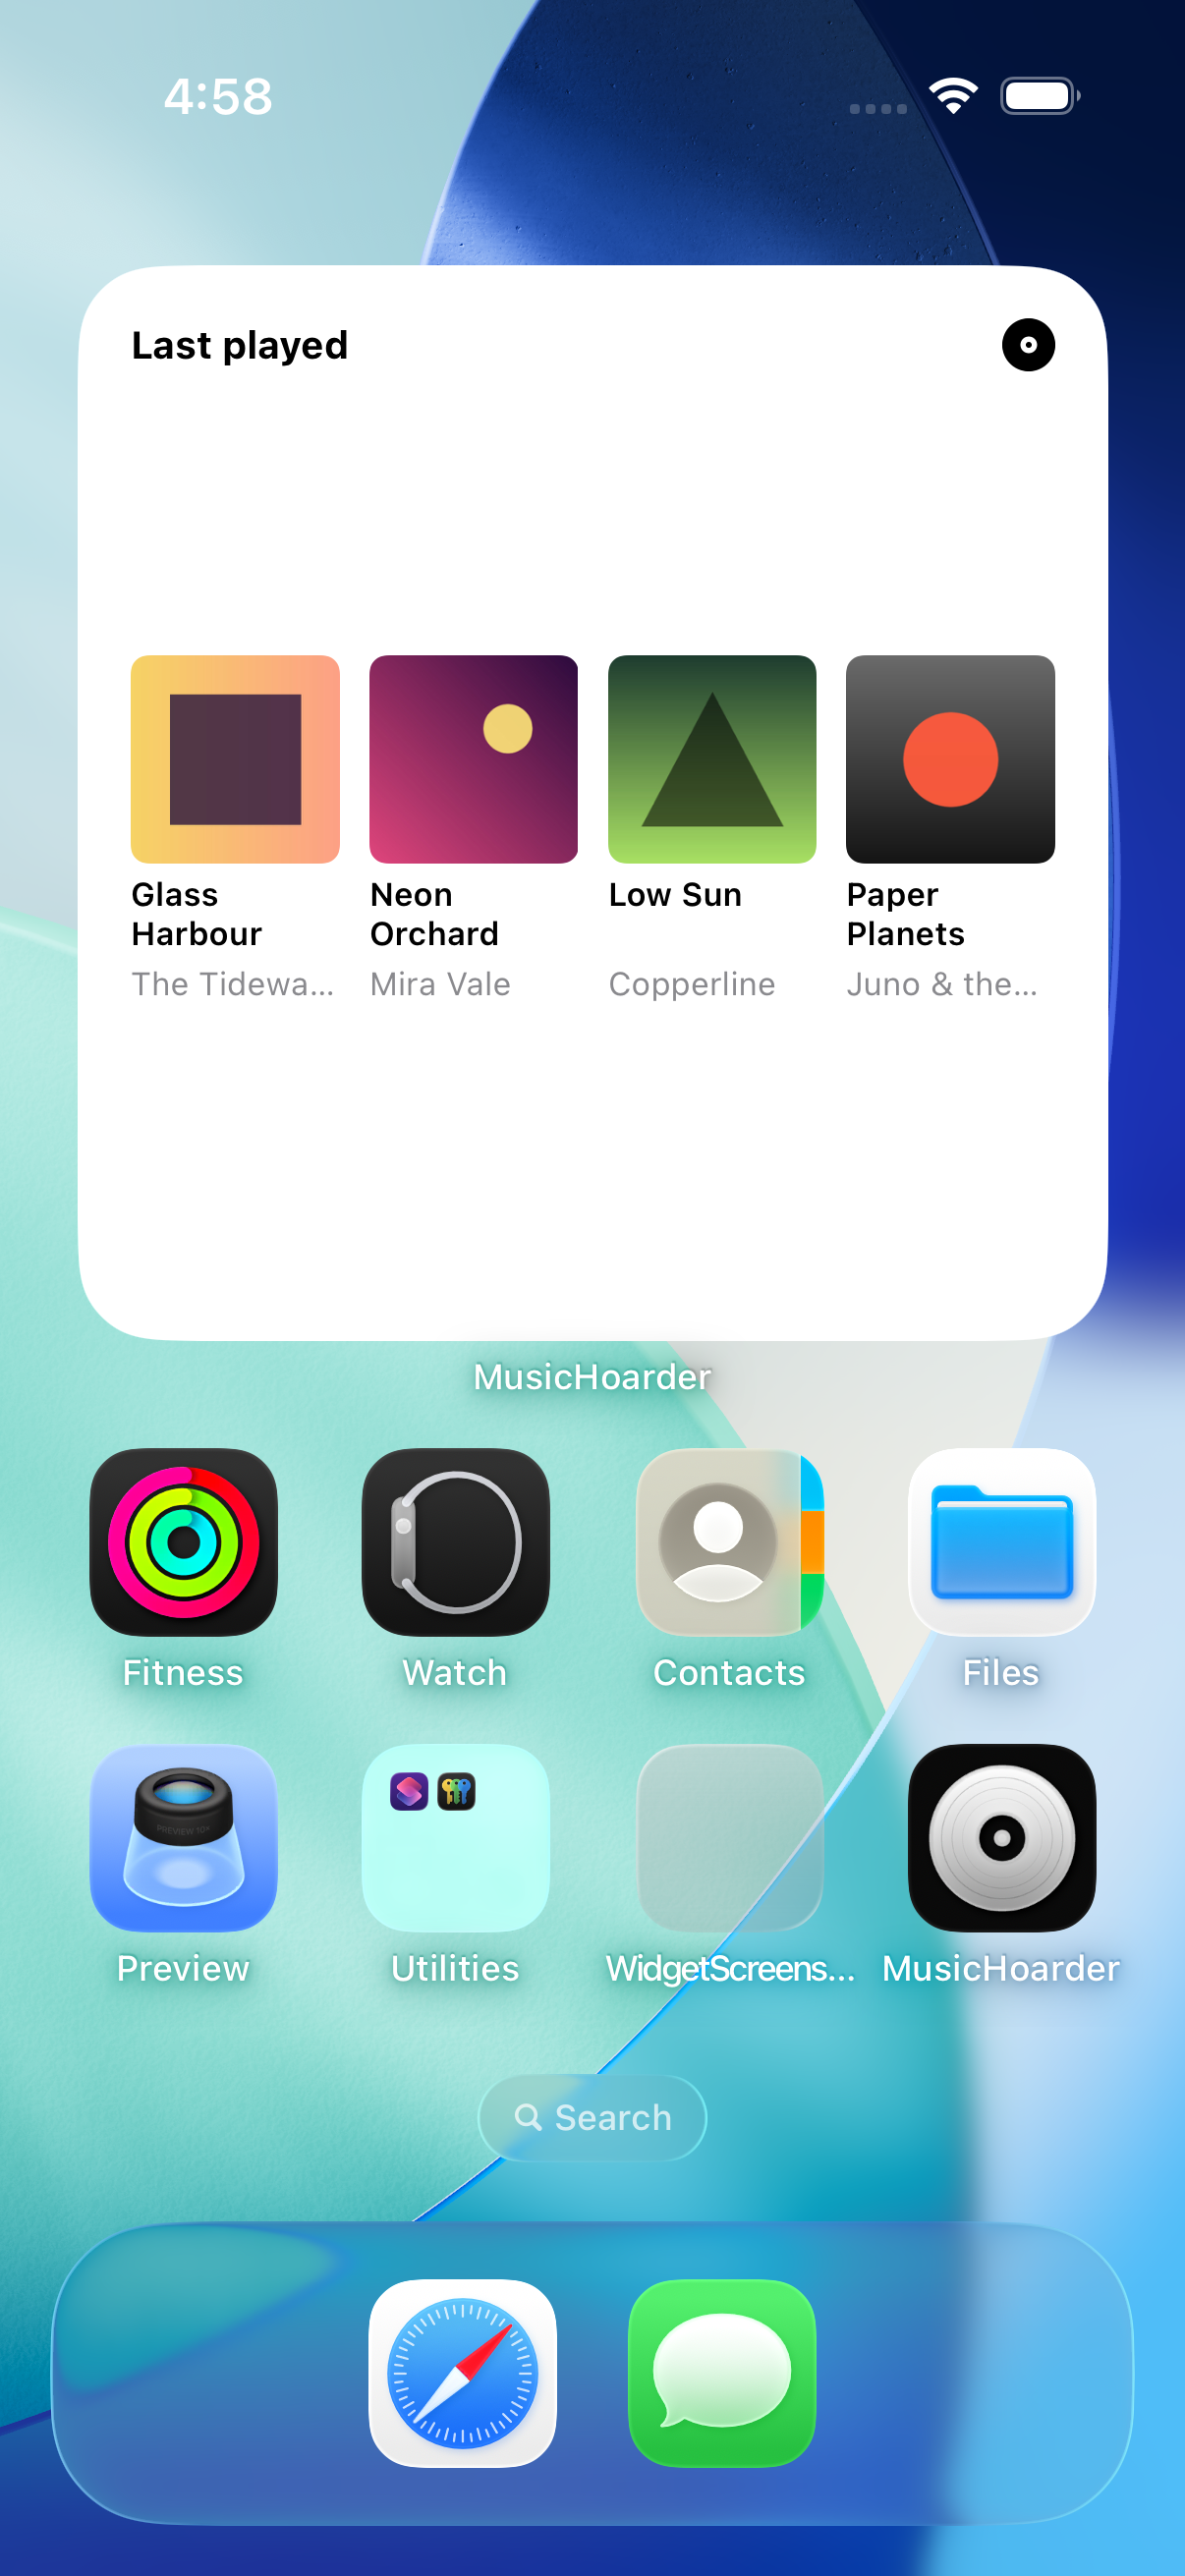 4:58
Last played
Glass Harbour
The Tidewa...
Neon Orchard
Mira Vale
Low Sun
Copperline
Paper Planets
Juno & the...
MusicHoarder
Fitness
Watch
Contacts
Files
Preview
Utilities
WidgetScreens...
MusicHoarder
Search